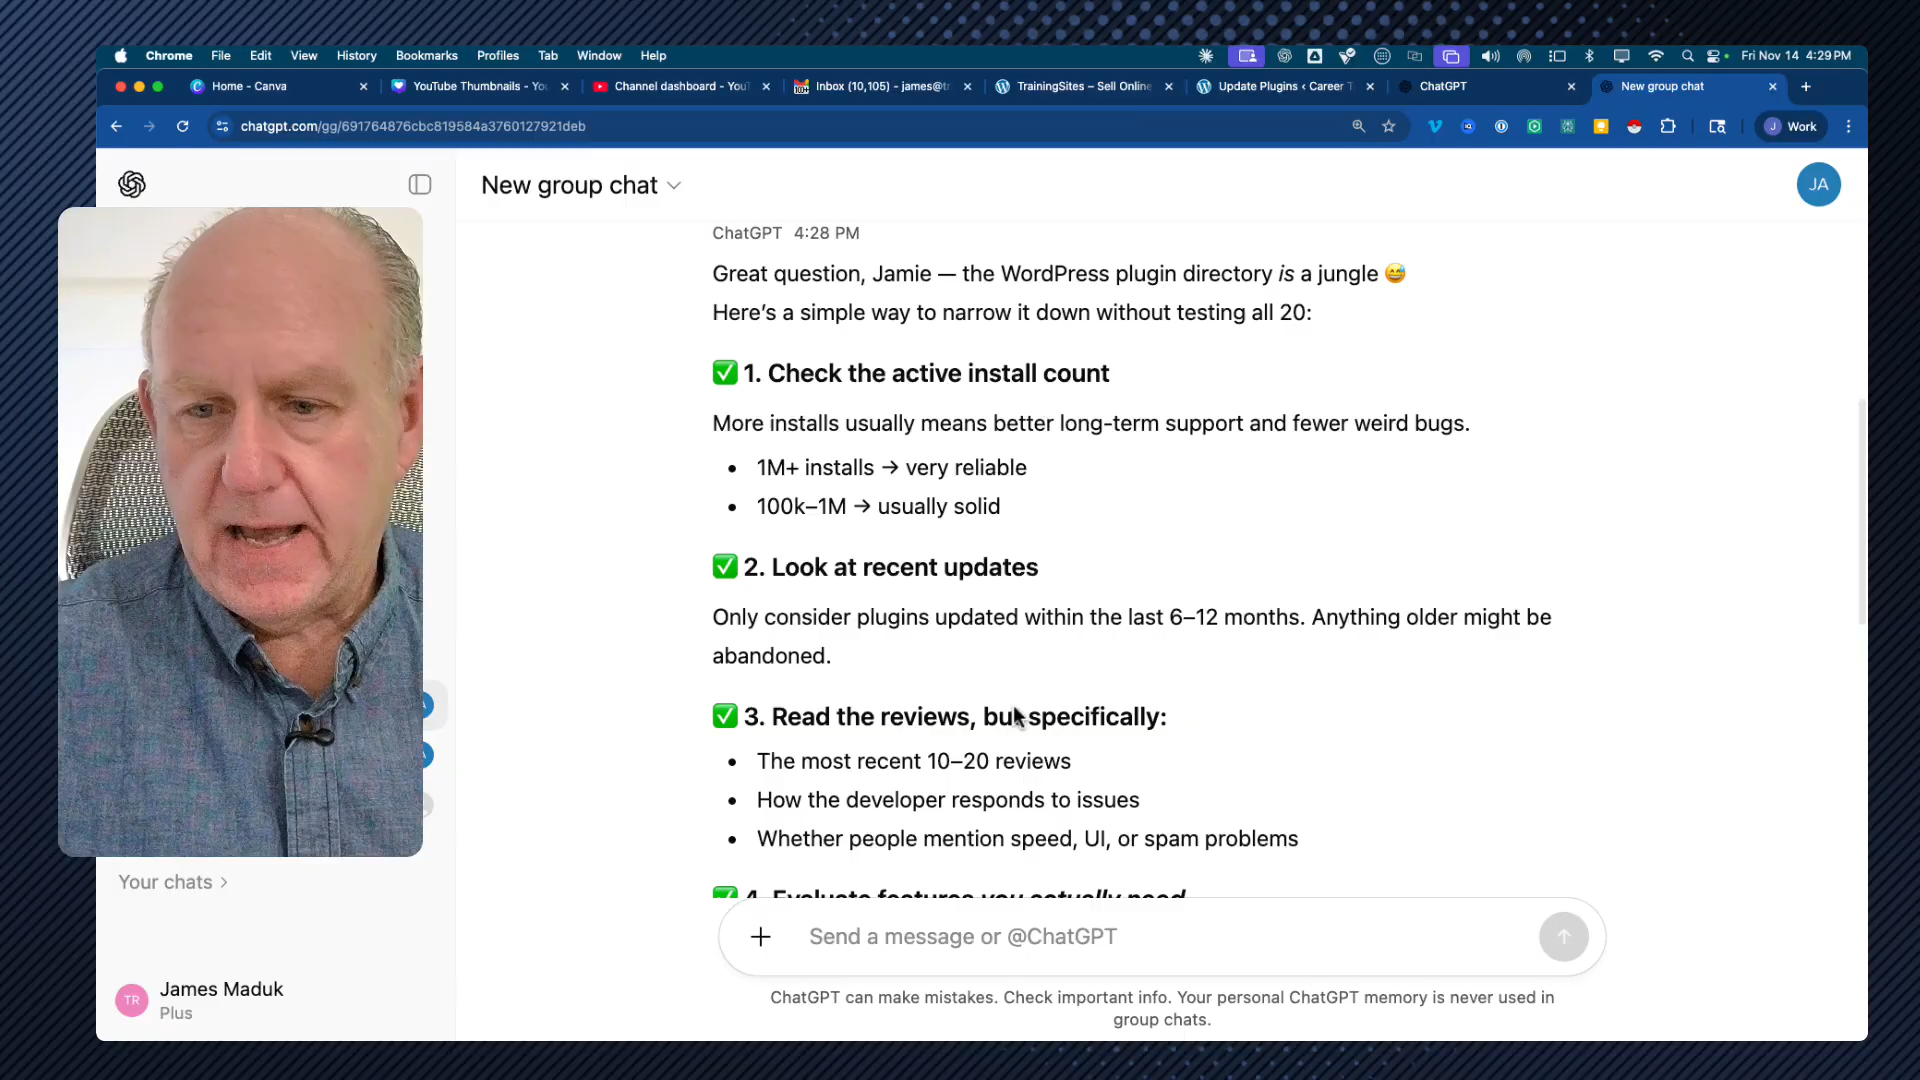 Chrome File Edit View History Bookmarks Profiles Tab Window Help Fri Nov 14 4:29 PM
Home - Canva
YouTube Thumbnails - Yo
Channel dashboard - You
Inbox (10,105) - james@tr
TrainingSites – Sell Online
Update Plugins ‹ Career T
ChatGPT
New group chat
chatgpt.com/gg/691764876cbc819584a3760127921deb
J Work
New group chat
JA
ChatGPT 4:28 PM
Great question, Jamie — the WordPress plugin directory is a jungle 😅
Here’s a simple way to narrow it down without testing all 20:
✅ 1. Check the active install count
More installs usually means better long-term support and fewer weird bugs.
• 1M+ installs → very reliable
• 100k–1M → usually solid
✅ 2. Look at recent updates
Only consider plugins updated within the last 6–12 months. Anything older might be
abandoned.
✅ 3. Read the reviews, but specifically:
• The most recent 10–20 reviews
• How the developer responds to issues
• Whether people mention speed, UI, or spam problems
✅ 4. Evaluate features you actually need
+ Send a message or @ChatGPT
ChatGPT can make mistakes. Check important info. Your personal ChatGPT memory is never used in
group chats.
Your chats >
TR James Maduk
Plus